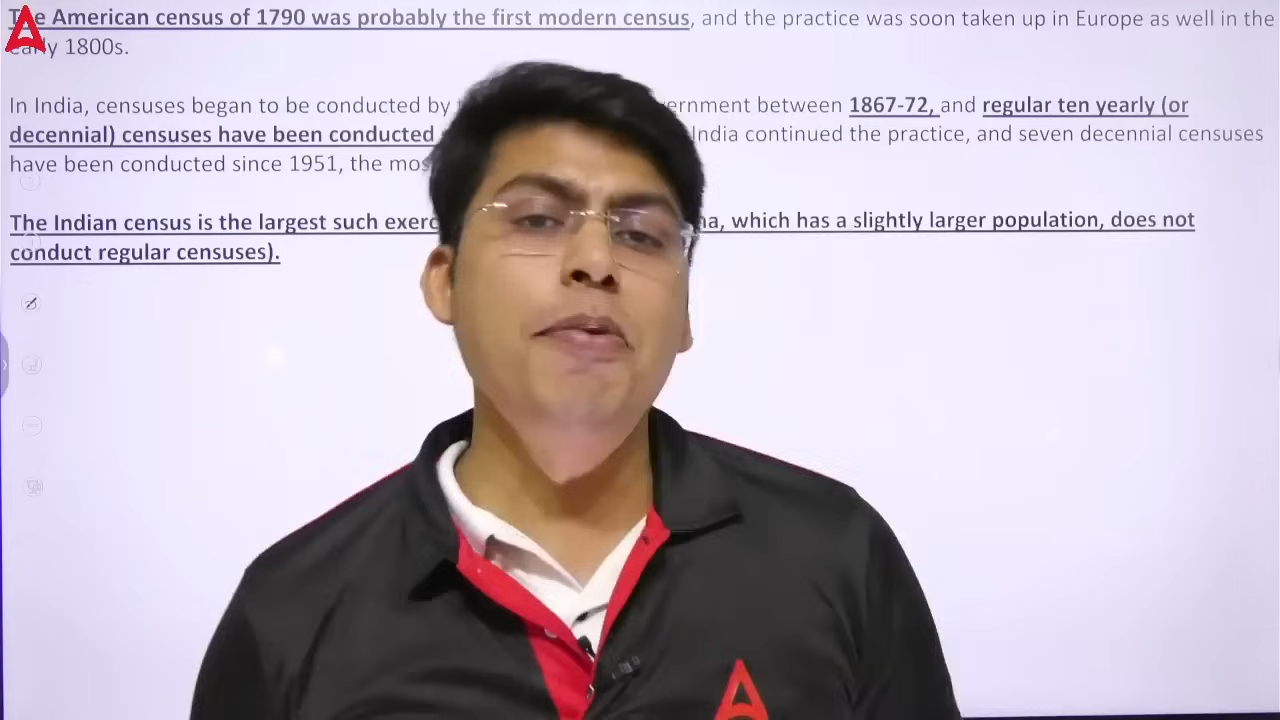 The American census of 1790 was probably the first modern census, and the practice was soon taken up in Europe as well in the
early 1800s.
In India, censuses began to be conducted by between 1867-72, and regular ten yearly (or
decennial) censuses have been conducted India continued the practice, and seven decennial censuses
have been conducted since 1951, the
The Indian census is the largest such which has a slightly larger population, does not
conduct regular censuses).